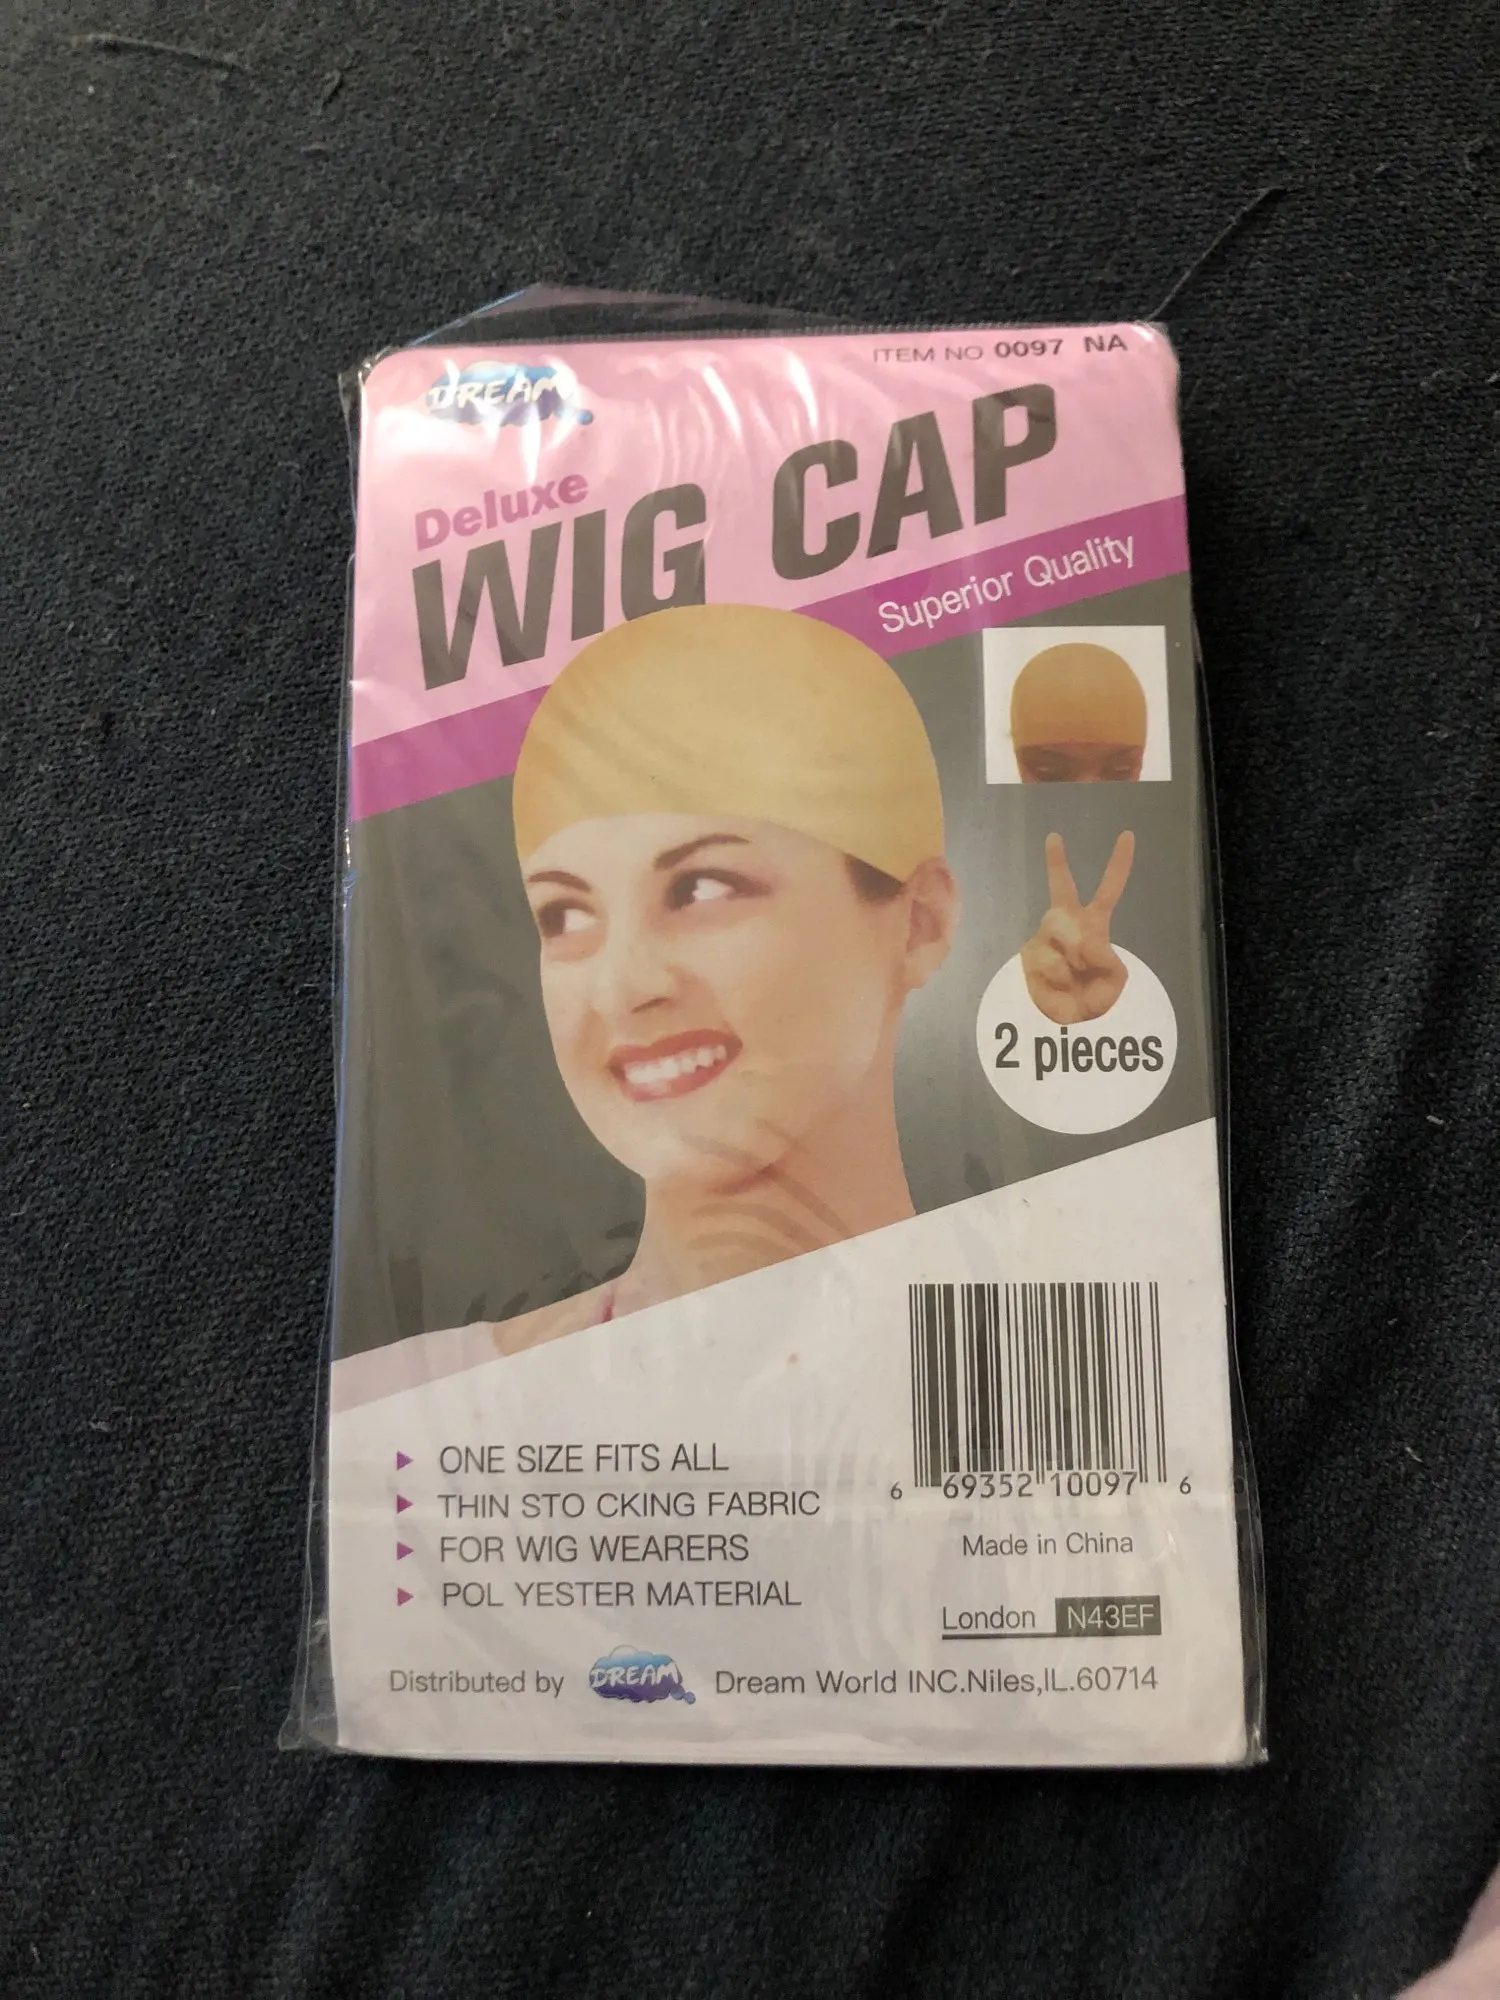 DREAM
ITEM NO 0097 NA
Deluxe
WIG CAP
Superior Quality
2 pieces
ONE SIZE FITS ALL
THIN STO CKING FABRIC
FOR WIG WEARERS
POL YESTER MATERIAL
6 69352 10097 6
Made in China
London N43EF
Distributed by DREAM Dream World INC.Niles,IL.60714